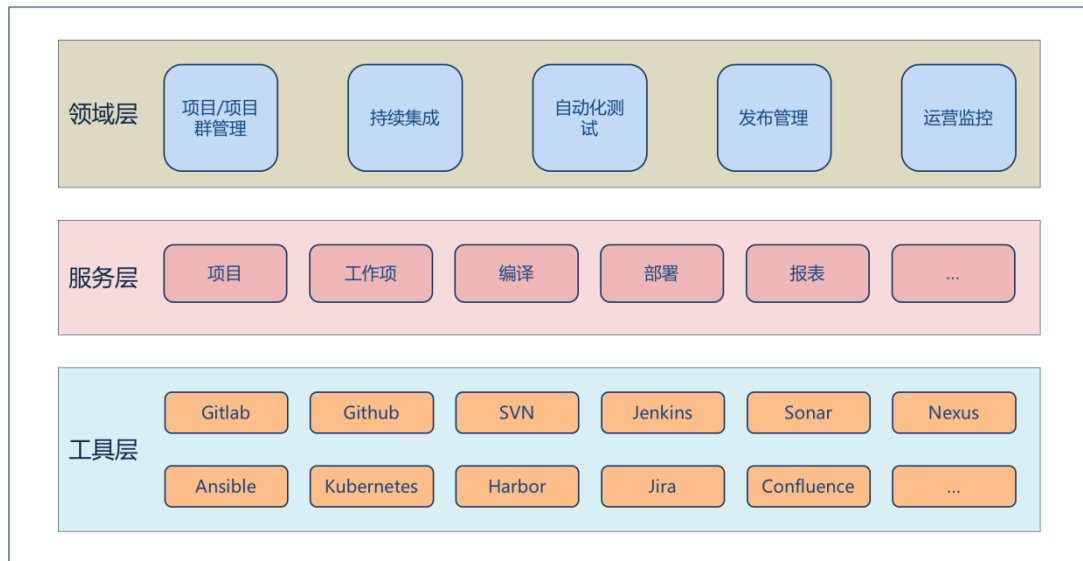 领域层
项目/项目
群管理
持续集成
自动化测
试
发布管理
运营监控
服务层
项目
工作项
编译
部署
报表
...
工具层
Gitlab
Github
SVN
Jenkins
Sonar
Nexus
Ansible
Kubernetes
Harbor
Jira
Confluence
...